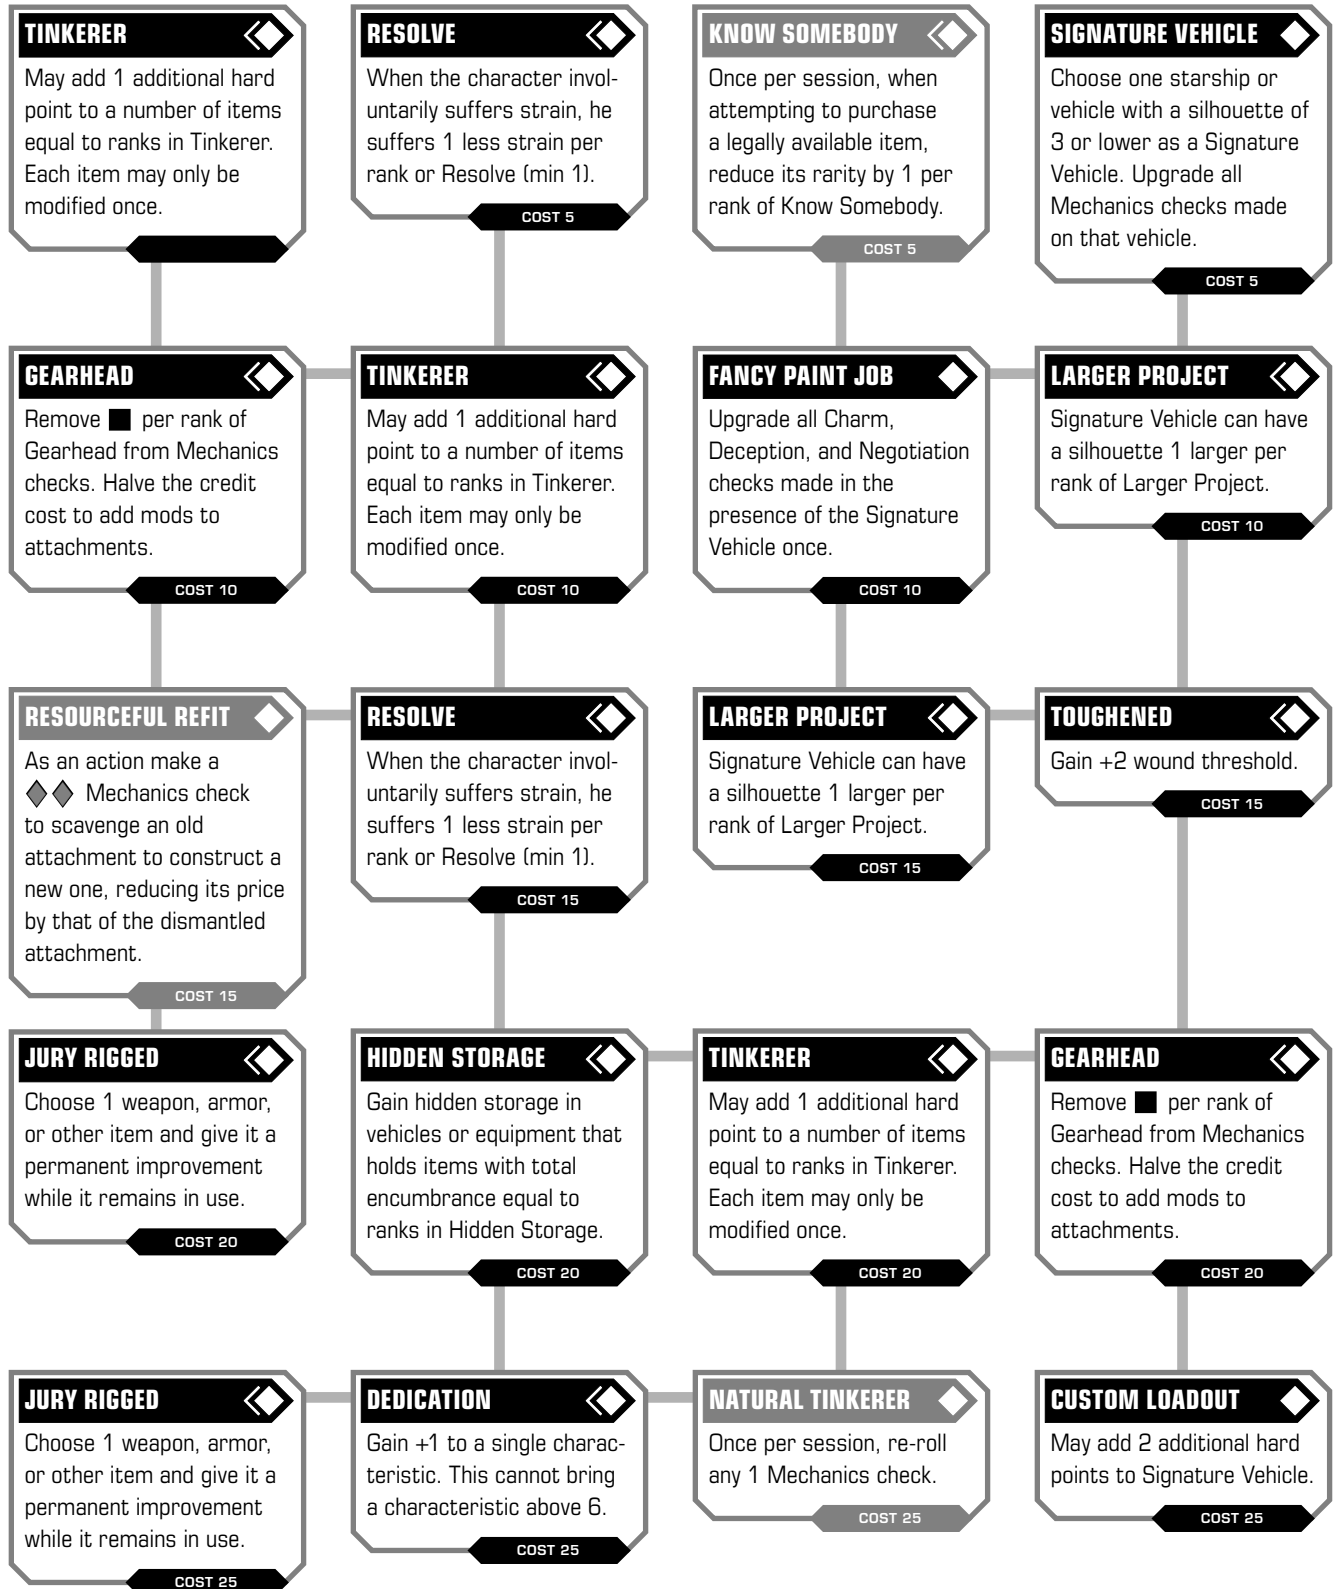 TINKERER
May add 1 additional hard
point to a number of items
equal to ranks in Tinkerer.
Each item may only be
modified once.
RESOLVE
When the character invol-
untarily suffers strain, he
suffers 1 less strain per
rank or Resolve (min 1).
COST 5
KNOW SOMEBODY
Once per session, when
attempting to purchase
a legally available item,
reduce its rarity by 1 per
rank of Know Somebody.
COST 5
SIGNATURE VEHICLE
Choose one starship or
vehicle with a silhouette of
3 or lower as a Signature
Vehicle. Upgrade all
Mechanics checks made
on that vehicle.
COST 5
GEARHEAD
Remove per rank of
Gearhead from Mechanics
checks. Halve the credit
cost to add mods to
attachments.
COST 10
TINKERER
May add 1 additional hard
point to a number of items
equal to ranks in Tinkerer.
Each item may only be
modified once.
COST 10
FANCY PAINT JOB
Upgrade all Charm,
Deception, and Negotiation
checks made in the
presence of the Signature
Vehicle once.
COST 10
LARGER PROJECT
Signature Vehicle can have
a silhouette 1 larger per
rank of Larger Project.
COST 10
RESOURCEFUL REFIT
As an action make a
Mechanics check
to scavenge an old
attachment to construct a
new one, reducing its price
by that of the dismantled
attachment.
COST 15
RESOLVE
When the character invol-
untarily suffers strain, he
suffers 1 less strain per
rank or Resolve (min 1).
COST 15
LARGER PROJECT
Signature Vehicle can have
a silhouette 1 larger per
rank of Larger Project.
COST 15
TOUGHENED
Gain +2 wound threshold.
COST 15
JURY RIGGED
Choose 1 weapon, armor,
or other item and give it a
permanent improvement
while it remains in use.
COST 20
HIDDEN STORAGE
Gain hidden storage in
vehicles or equipment that
holds items with total
encumbrance equal to
ranks in Hidden Storage.
COST 20
TINKERER
May add 1 additional hard
point to a number of items
equal to ranks in Tinkerer.
Each item may only be
modified once.
COST 20
GEARHEAD
Remove per rank of
Gearhead from Mechanics
checks. Halve the credit
cost to add mods to
attachments.
COST 20
JURY RIGGED
Choose 1 weapon, armor,
or other item and give it a
permanent improvement
while it remains in use.
COST 25
DEDICATION
Gain +1 to a single charac-
teristic. This cannot bring
a characteristic above 6.
COST 25
NATURAL TINKERER
Once per session, re-roll
any 1 Mechanics check.
COST 25
CUSTOM LOADOUT
May add 2 additional hard
points to Signature Vehicle.
COST 25